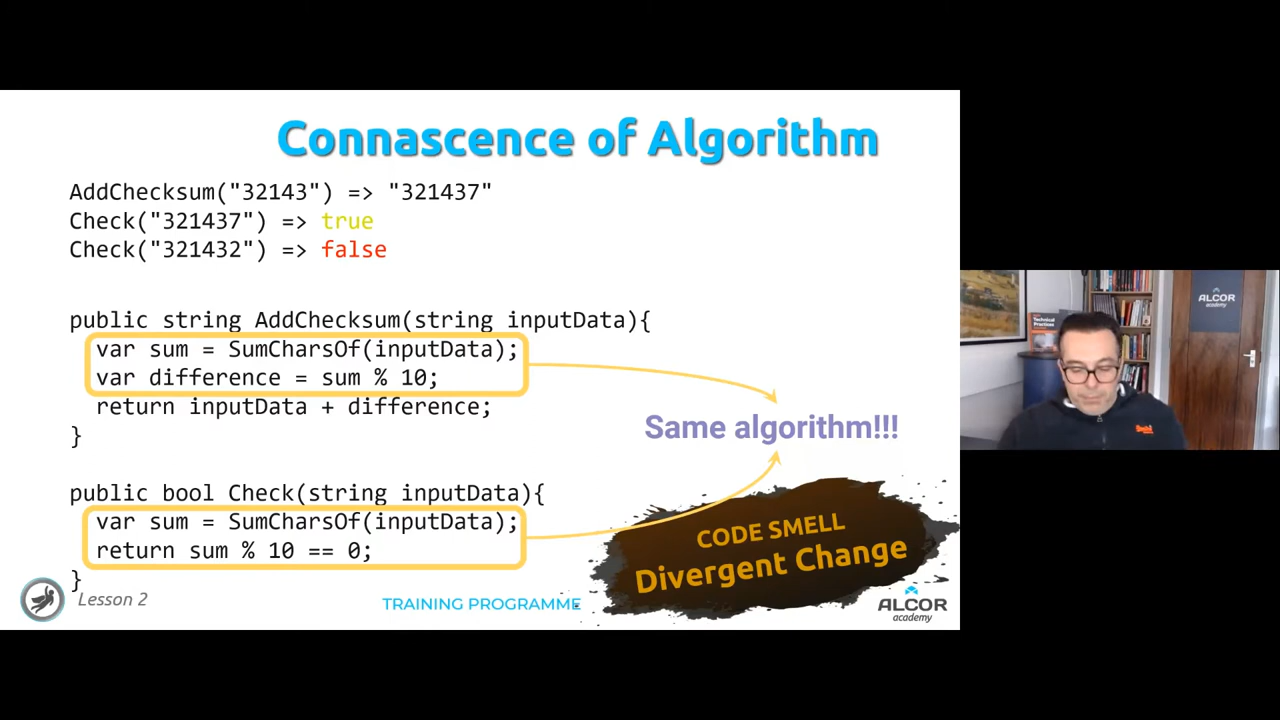 Connascence of Algorithm
AddChecksum("32143") => "321437"
Check("321437") => true
Check("321432") => false
public string AddChecksum(string inputData){
var sum = SumCharsOf(inputData);
var difference = sum % 10;
return inputData + difference;
}
Same algorithm!!!
public bool Check(string inputData){
var sum = SumCharsOf(inputData);
return sum % 10 == 0;
}
CODE SMELL
Divergent Change
Lesson 2
TRAINING PROGRAMME
ALCOR
academy
ALCOR
academy
Technical
Practices